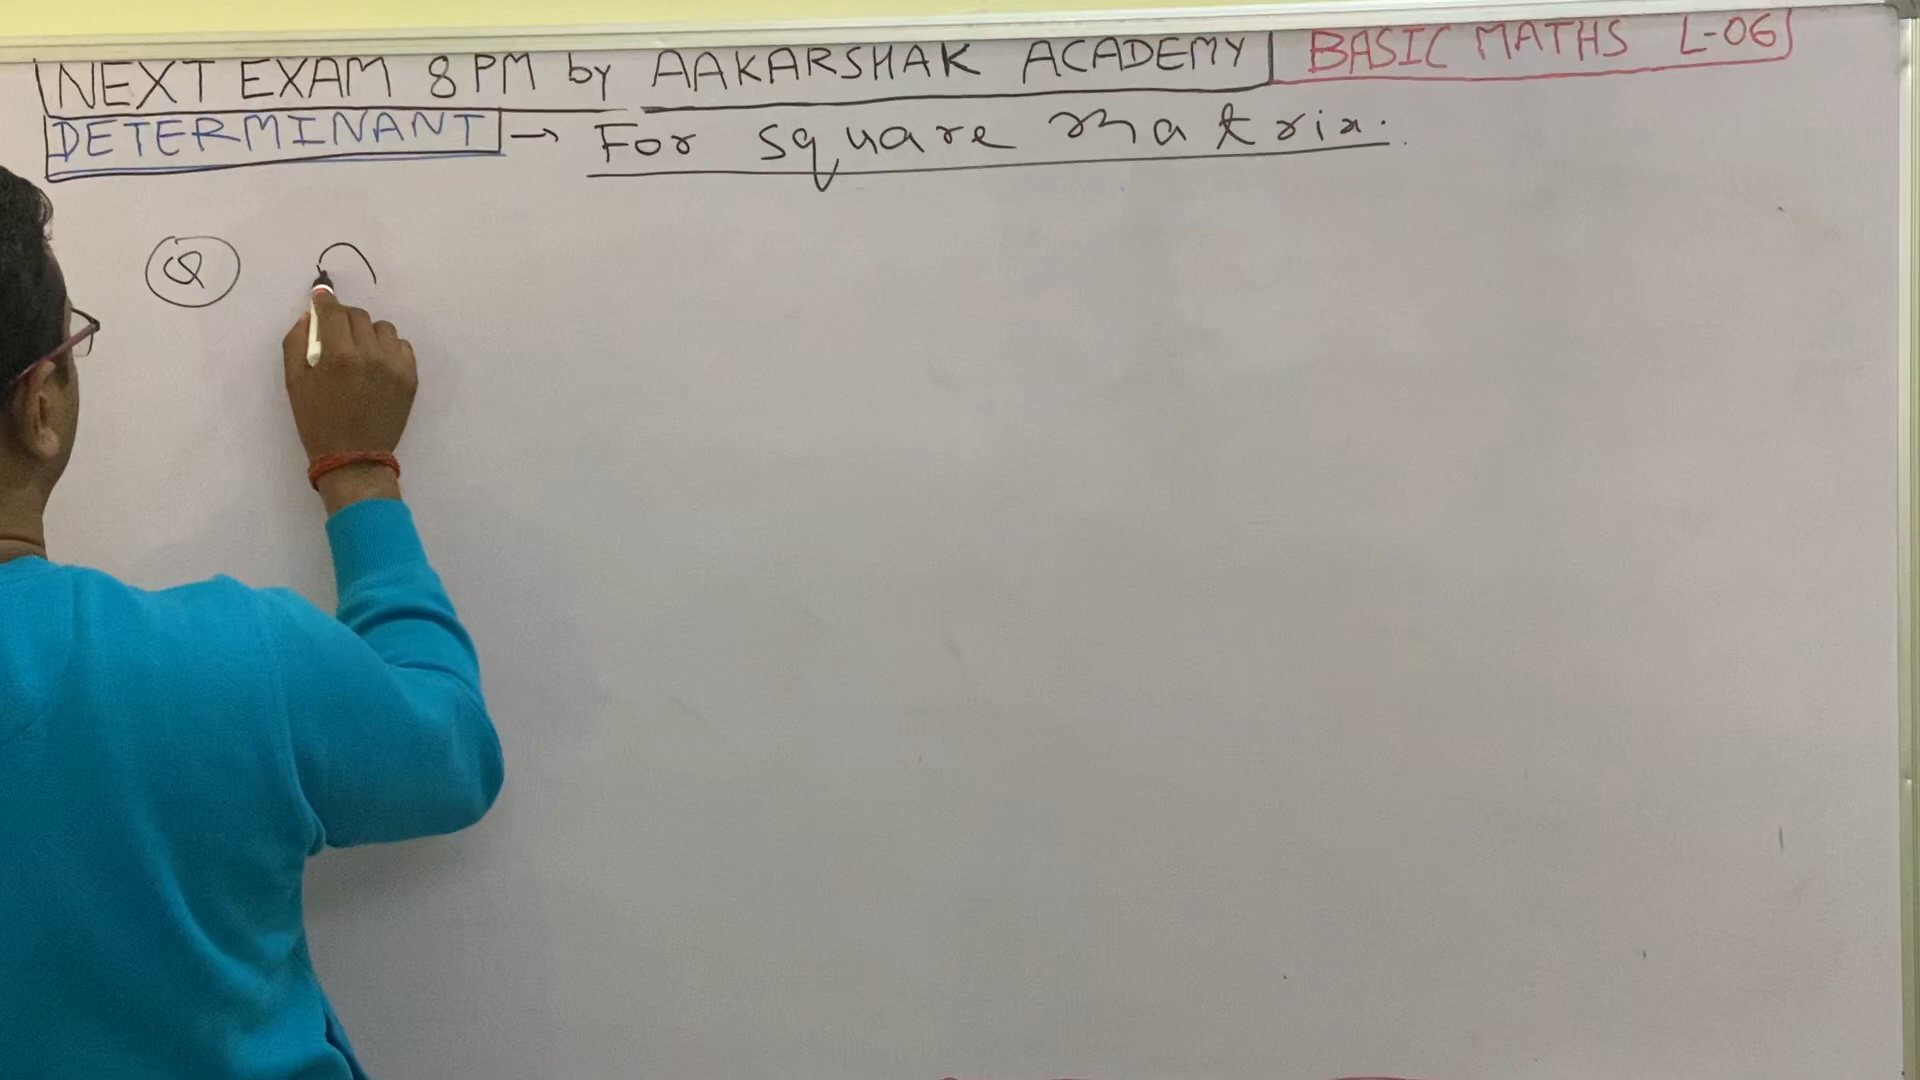 NEXT EXAM 8 PM by AAKARSHAK ACADEMY BASIC MATHS L-06
DETERMINANT → For square matrix.
Q